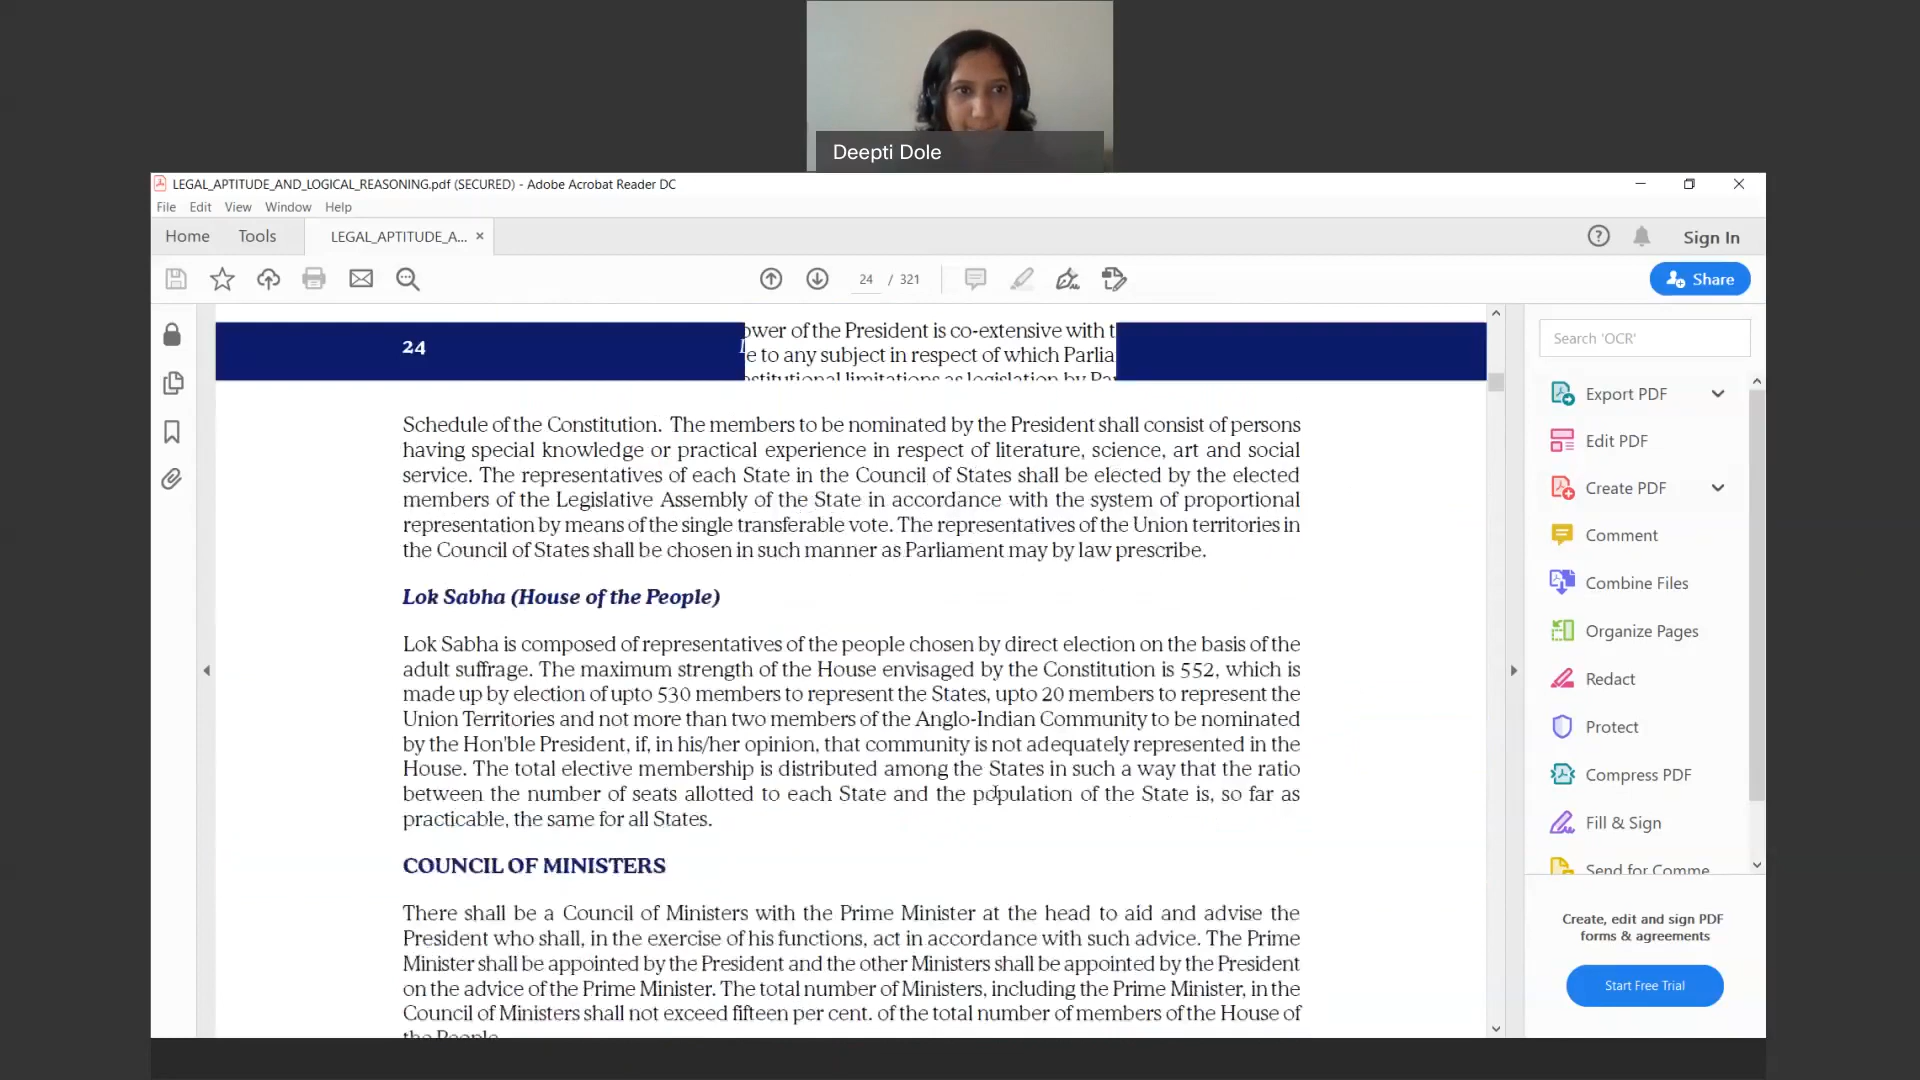 Deepti Dole
LEGAL_APTITUDE_AND_LOGICAL_REASONING.pdf (SECURED) - Adobe Acrobat Reader DC
File Edit View Window Help
Home Tools LEGAL_APTITUDE_A... × Sign In
24 / 321
Share
Search 'OCR'
Export PDF
Edit PDF
Create PDF
Comment
Combine Files
Organize Pages
Redact
Protect
Compress PDF
Fill & Sign
Send for Comme
Create, edit and sign PDF
forms & agreements
Start Free Trial
24
ower of the President is co-extensive with t
e to any subject in respect of which Parlia
stitutional limitations as legislation by Pa
Schedule of the Constitution. The members to be nominated by the President shall consist of persons
having special knowledge or practical experience in respect of literature, science, art and social
service. The representatives of each State in the Council of States shall be elected by the elected
members of the Legislative Assembly of the State in accordance with the system of proportional
representation by means of the single transferable vote. The representatives of the Union territories in
the Council of States shall be chosen in such manner as Parliament may by law prescribe.
Lok Sabha (House of the People)
Lok Sabha is composed of representatives of the people chosen by direct election on the basis of the
adult suffrage. The maximum strength of the House envisaged by the Constitution is 552, which is
made up by election of upto 530 members to represent the States, upto 20 members to represent the
Union Territories and not more than two members of the Anglo-Indian Community to be nominated
by the Hon'ble President, if, in his/her opinion, that community is not adequately represented in the
House. The total elective membership is distributed among the States in such a way that the ratio
between the number of seats allotted to each State and the population of the State is, so far as
practicable, the same for all States.
COUNCIL OF MINISTERS
There shall be a Council of Ministers with the Prime Minister at the head to aid and advise the
President who shall, in the exercise of his functions, act in accordance with such advice. The Prime
Minister shall be appointed by the President and the other Ministers shall be appointed by the President
on the advice of the Prime Minister. The total number of Ministers, including the Prime Minister, in the
Council of Ministers shall not exceed fifteen per cent. of the total number of members of the House of
the People.